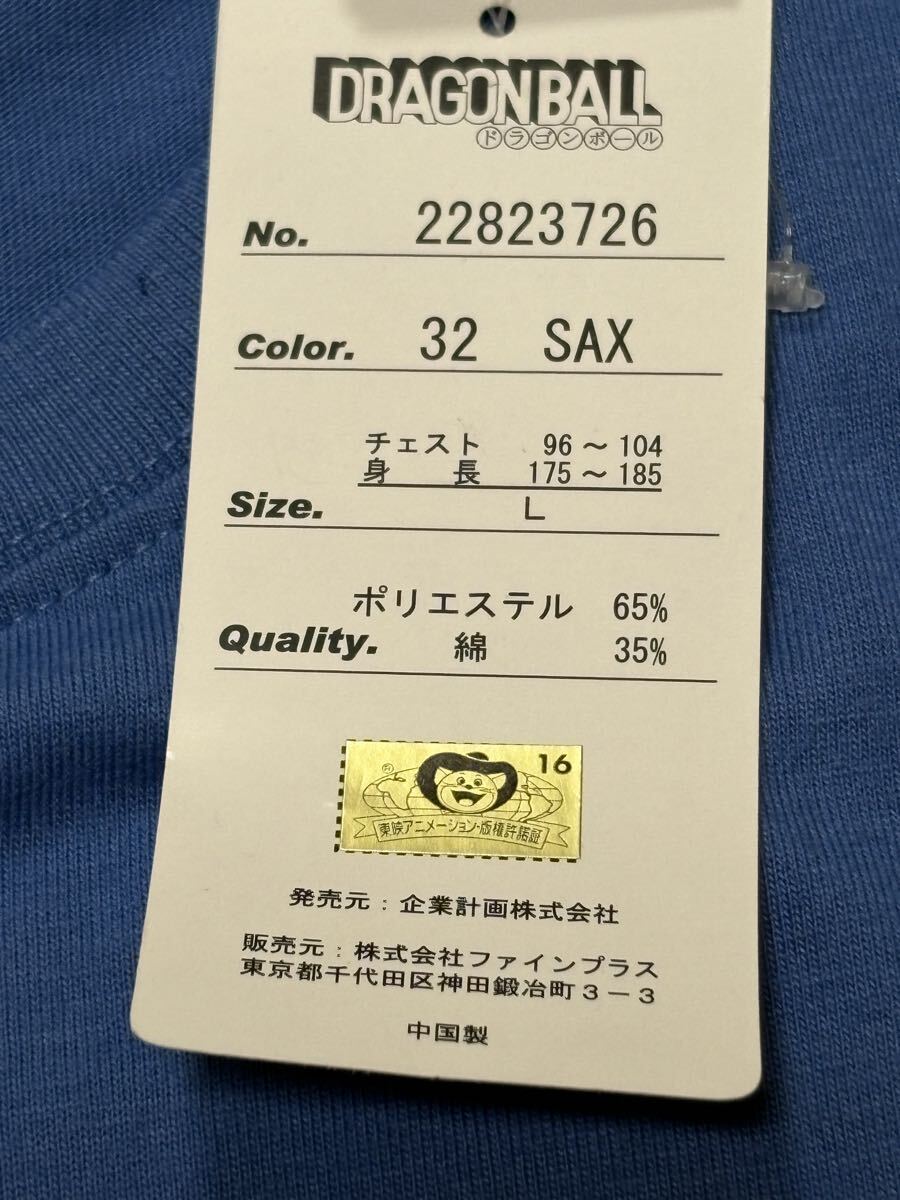 DRAGONBALL
ドラゴンボール
No. 22823726
Color. 32 SAX
チェスト 96～104
身長 175～185
Size. L
ポリエステル 65%
Quality. 綿 35%
16
東映アニメーション・版権許諾証
発売元：企業計画株式会社
販売元：株式会社ファインプラス
東京都千代田区神田鍛冶町３－３
中国製